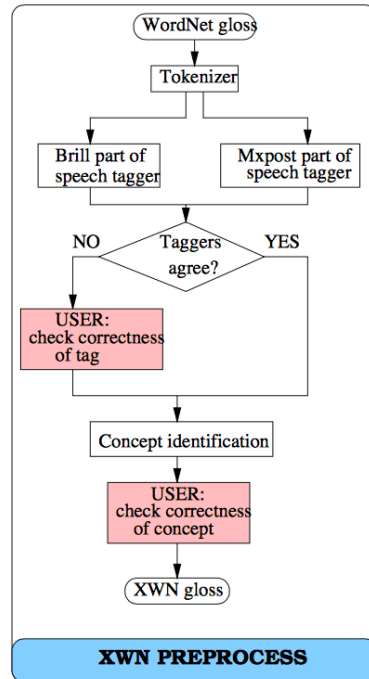 WordNet gloss
Tokenizer
Brill part of
speech tagger
Mxpost part of
speech tagger
NO
Taggers
agree?
YES
USER:
check correctness
of tag
Concept identification
USER:
check correctness
of concept
XWN gloss
XWN PREPROCESS